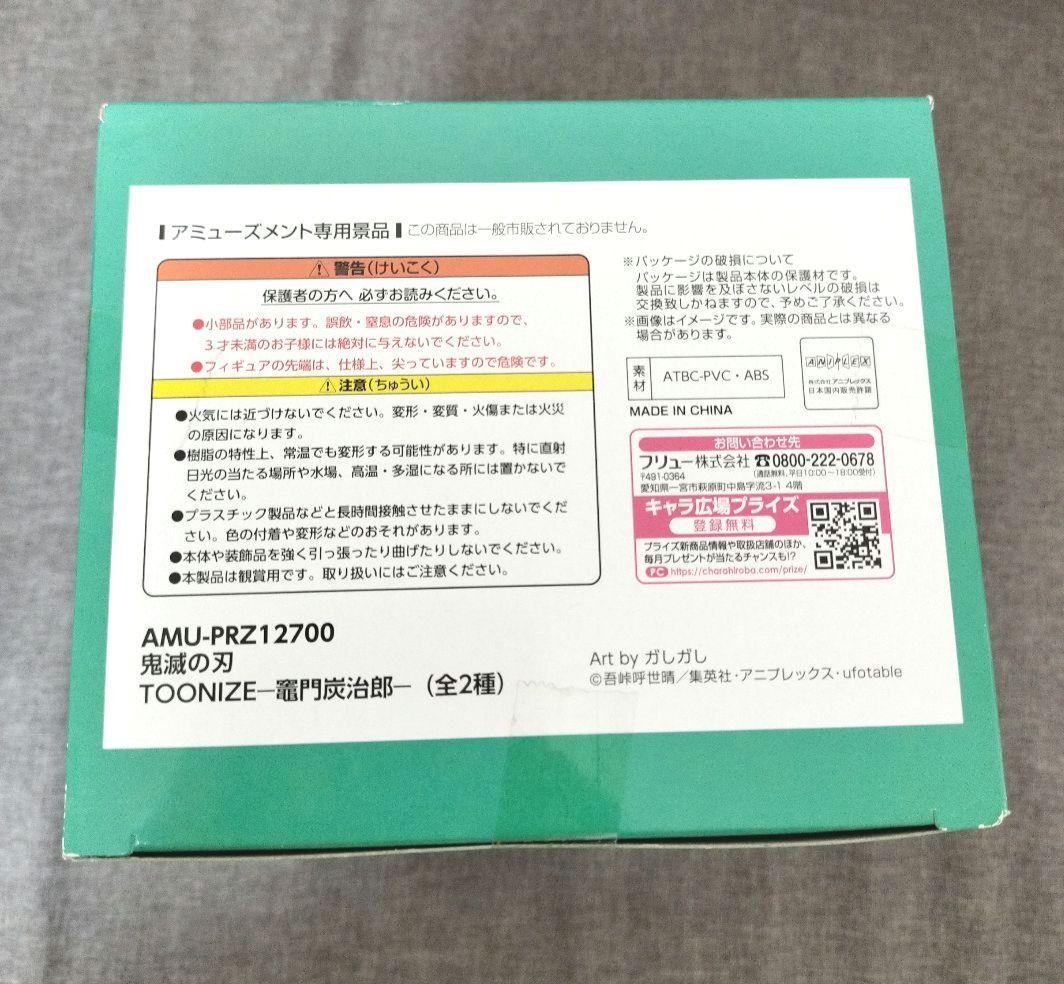 アミューズメント専用景品 この商品は一般市販されておりません。
⚠警告(けいこく)
保護者の方へ 必ずお読みください。
●小部品があります。誤飲・窒息の危険がありますので、
3才未満のお子様には絶対に与えないでください。
●フィギュアの先端は、仕様上、尖っていますので危険です。
⚠注意(ちゅうい)
●火気には近づけないでください。変形・変質・火傷または火災
の原因になります。
●樹脂の特性上、常温でも変形する可能性があります。特に直射
日光の当たる場所や水場、高温・多湿になる所には置かないで
ください。
●プラスチック製品などと長時間接触させたままにしないでくだ
さい。色の付着や変形などのおそれがあります。
●本体や装飾品を強く引っ張ったり曲げたりしないでください。
●本製品は観賞用です。取り扱いにはご注意ください。
※パッケージの破損について
パッケージは製品本体の保護材です。
製品に影響を及ぼさないレベルの破損は
交換致しかねますので、予めご了承ください。
※画像はイメージです。実際の商品とは異なる
場合があります。
素材 ATBC-PVC・ABS
ANIPLEX
株式会社アニプレックス
日本国内販売許諾
MADE IN CHINA
お問い合わせ先
フリュー株式会社 ☎0800-222-0678
〒491-0364 (通話無料、平日10:00〜18:00受付)
愛知県一宮市萩原町中島字流3-1 4階
キャラ広場プライズ
登録無料
プライズ新商品情報や取扱店舗のほか、
毎月プレゼントが当たるチャンスも!?
PC https://charahiroba.com/prize/
AMU-PRZ12700
鬼滅の刃
TOONIZE―竈門炭治郎―（全2種）
Art by ガしガし
©吾峠呼世晴／集英社・アニプレックス・ufotable